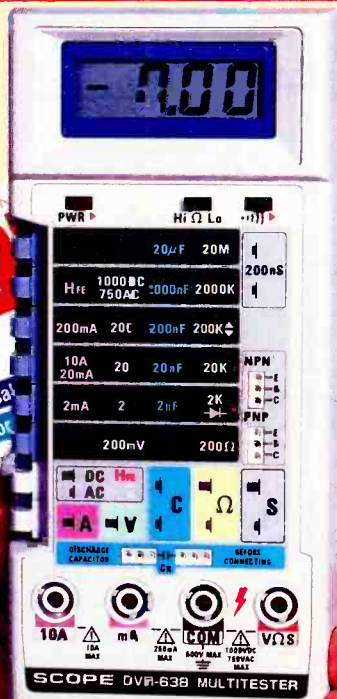 - 7.00
PWR Hi Ω Lo •))))
20µF 20M
200nS
HFE 1000DC 750AC 2000nF 2000K
200mA 200 200nF 200K
10A 20mA 20 20nF 20K
NPN
E
B
C
2mA 2 2nF 2K
PNP
E
B
C
200mV 200Ω
DC HFE
AC
A V C Ω S
DISCHARGE CAPACITOR Cx BEFORE CONNECTING
10A mA COM VΩS
10A MAX
250mA MAX
500V MAX
1000VDC 750VAC MAX
SCOPE DVM-638 MULTITESTER